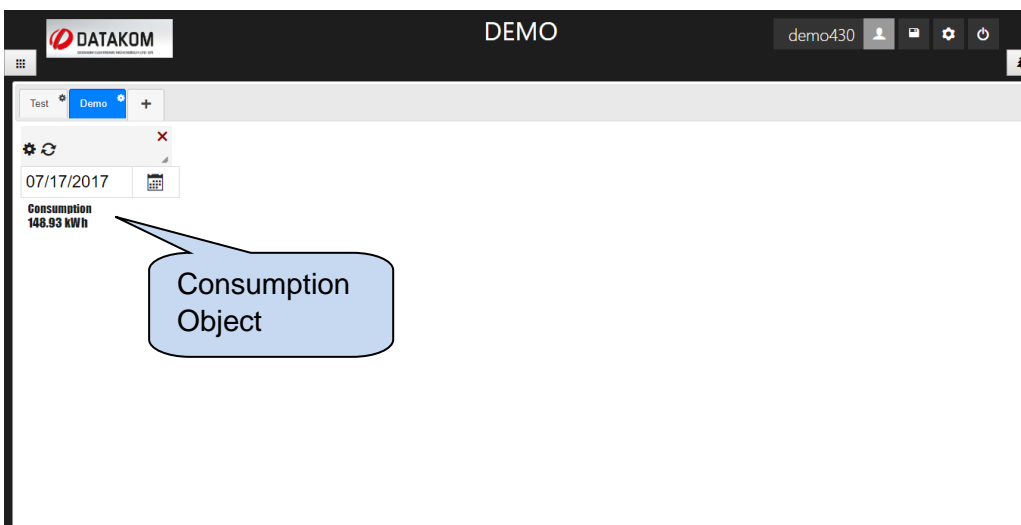 DATAKOM
DEMO
demo430
Test
Demo
+
07/17/2017
Consumption
148.93 kWh
Consumption
Object